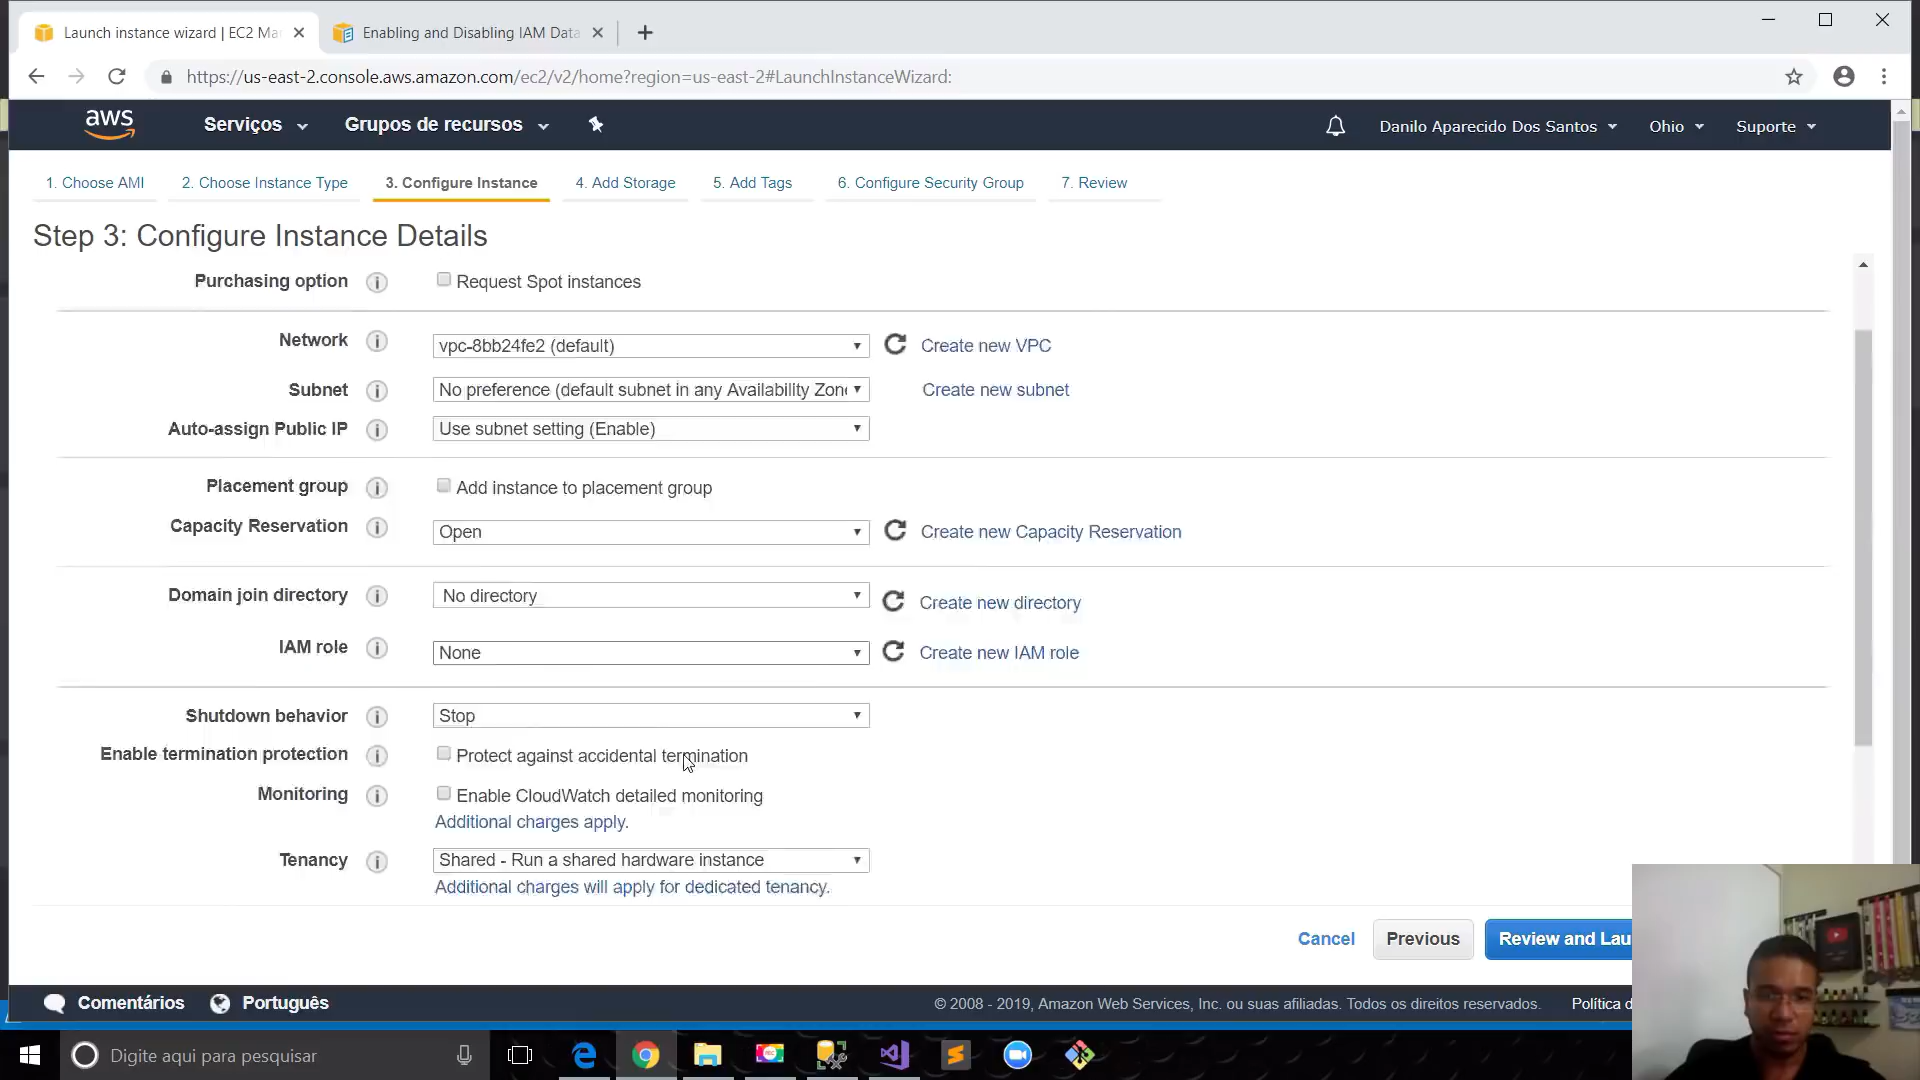 Launch instance wizard | EC2 Ma
Enabling and Disabling IAM Data
https://us-east-2.console.aws.amazon.com/ec2/v2/home?region=us-east-2#LaunchInstanceWizard:
aws
Serviços
Grupos de recursos
Danilo Aparecido Dos Santos
Ohio
Suporte
1. Choose AMI
2. Choose Instance Type
3. Configure Instance
4. Add Storage
5. Add Tags
6. Configure Security Group
7. Review
Step 3: Configure Instance Details
Purchasing option
Request Spot instances
Network
vpc-8bb24fe2 (default)
Create new VPC
Subnet
No preference (default subnet in any Availability Zone
Create new subnet
Auto-assign Public IP
Use subnet setting (Enable)
Placement group
Add instance to placement group
Capacity Reservation
Open
Create new Capacity Reservation
Domain join directory
No directory
Create new directory
IAM role
None
Create new IAM role
Shutdown behavior
Stop
Enable termination protection
Protect against accidental termination
Monitoring
Enable CloudWatch detailed monitoring
Additional charges apply.
Tenancy
Shared - Run a shared hardware instance
Additional charges will apply for dedicated tenancy.
Cancel
Previous
Review and Lau
Comentários
Português
© 2008 - 2019, Amazon Web Services, Inc. ou suas afiliadas. Todos os direitos reservados.
Política d
Digite aqui para pesquisar